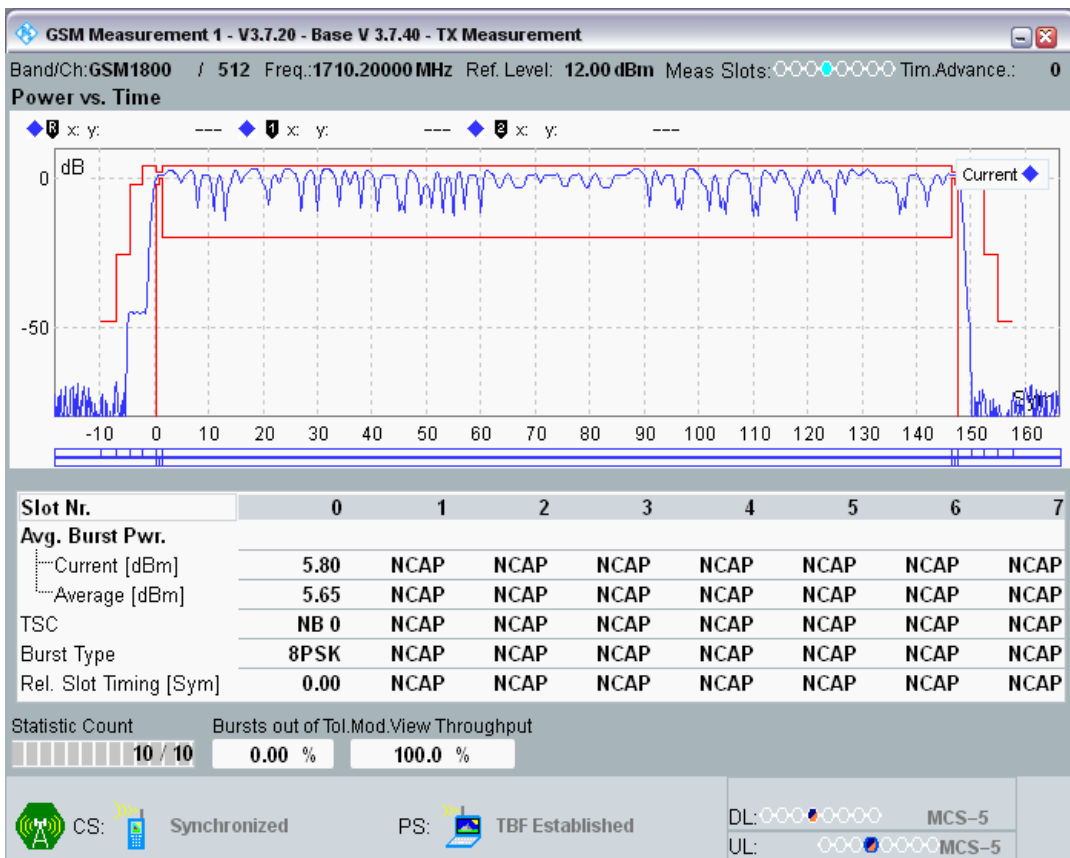 GSM Measurement 1 - V3.7.20 - Base V 3.7.40 - TX Measurement
Band/Ch:GSM1800 / 512 Freq.:1710.20000 MHz Ref. Level: 12.00 dBm Meas Slots: Tim.Advance.: 0
Power vs. Time
R x: y: --- 1 x: y: --- 2 x: y: ---
dB
0
Current
-50
Sym
-10 0 10 20 30 40 50 60 70 80 90 100 110 120 130 140 150 160
Slot Nr. 0 1 2 3 4 5 6 7
Avg. Burst Pwr.
Current [dBm] 5.80 NCAP NCAP NCAP NCAP NCAP NCAP NCAP
Average [dBm] 5.65 NCAP NCAP NCAP NCAP NCAP NCAP NCAP
TSC NB 0 NCAP NCAP NCAP NCAP NCAP NCAP NCAP
Burst Type 8PSK NCAP NCAP NCAP NCAP NCAP NCAP NCAP
Rel. Slot Timing [Sym] 0.00 NCAP NCAP NCAP NCAP NCAP NCAP NCAP
Statistic Count Bursts out of Tol. Mod.View Throughput
10 / 10 0.00 % 100.0 %
CS: Synchronized PS: TBF Established
DL: MCS-5
UL: MCS-5